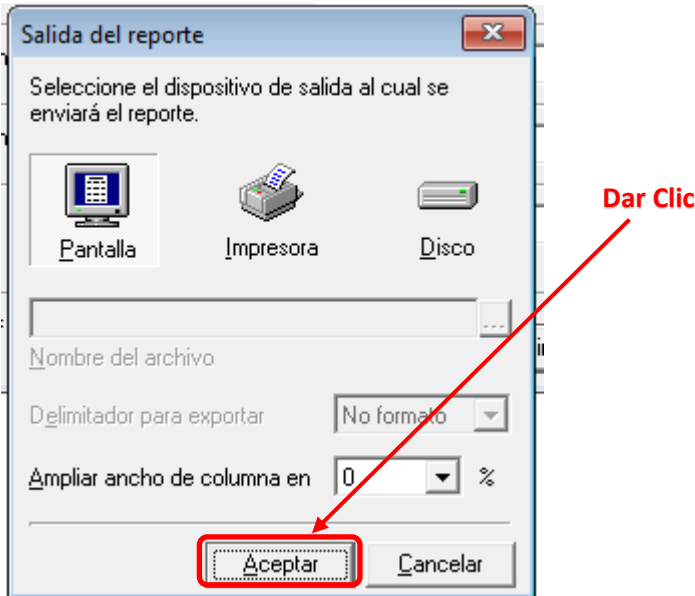 Salida del reporte
Seleccione el dispositivo de salida al cual se
enviará el reporte.
Dar Clic
Pantalla
Impresora
Disco
...
Nombre del archivo
Delimitador para exportar
No formato
Ampliar ancho de columna en
0
%
Aceptar
Cancelar